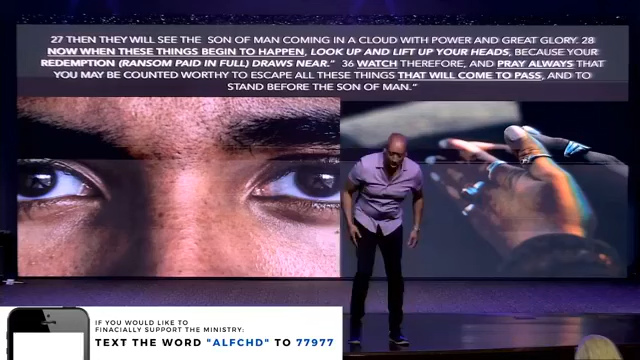 27 THEN THEY WILL SEE THE SON OF MAN COMING IN A CLOUD WITH POWER AND GREAT GLORY. 28
NOW WHEN THESE THINGS BEGIN TO HAPPEN, LOOK UP AND LIFT UP YOUR HEADS, BECAUSE YOUR
REDEMPTION (RANSOM PAID IN FULL) DRAWS NEAR." 36 WATCH THEREFORE, AND PRAY ALWAYS THAT
YOU MAY BE COUNTED WORTHY TO ESCAPE ALL THESE THINGS THAT WILL COME TO PASS, AND TO
STAND BEFORE THE SON OF MAN."
IF YOU WOULD LIKE TO
FINACIALLY SUPPORT THE MINISTRY:
TEXT THE WORD "ALFCHD" TO 77977